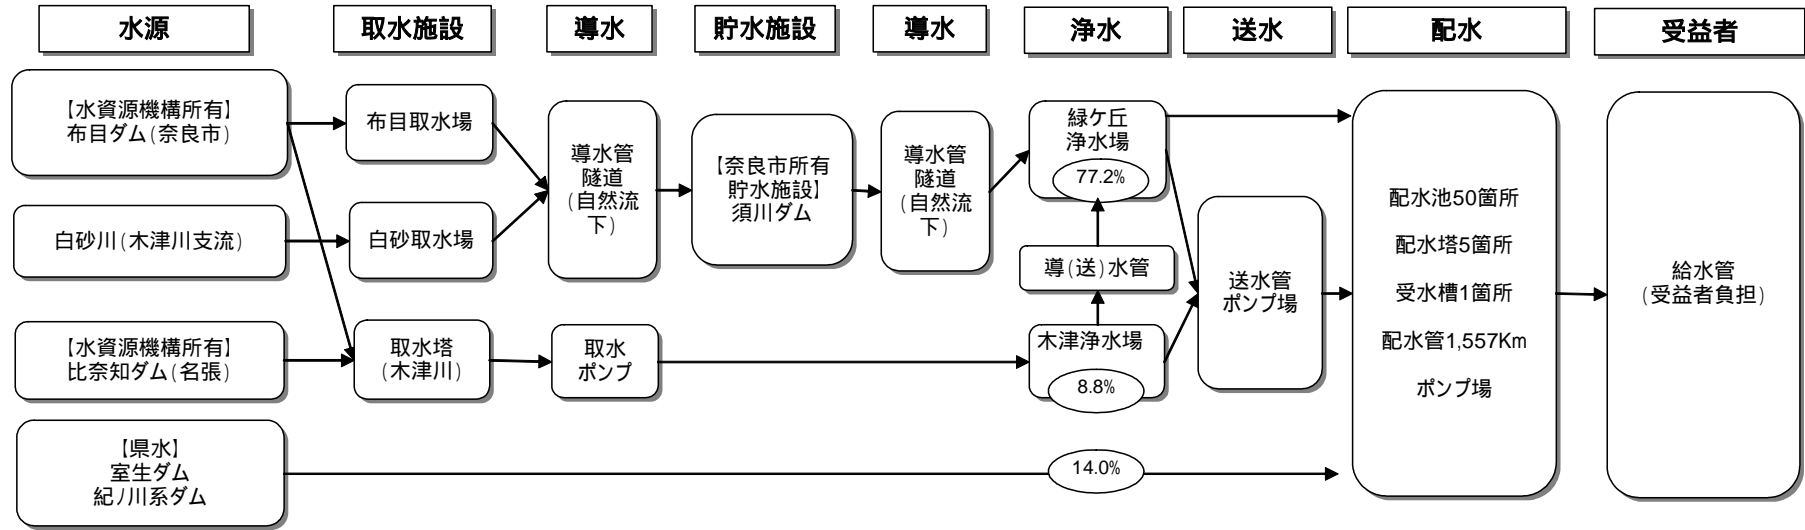 水源
取水施設
導水
貯水施設
導水
浄水
送水
配水
受益者
【水資源機構所有】
布目ダム(奈良市)
白砂川(木津川支流)
【水資源機構所有】
比奈知ダム(名張)
【県水】
室生ダム
紀ノ川系ダム
布目取水場
白砂取水場
取水塔
(木津川)
導水管
隧道
(自然流
下)
取水
ポンプ
【奈良市所有
貯水施設】
須川ダム
導水管
隧道
(自然流
下)
緑ケ丘
浄水場
77.2%
導(送)水管
木津浄水場
8.8%
14.0%
送水管
ポンプ場
配水池50箇所
配水塔5箇所
受水槽1箇所
配水管1,557Km
ポンプ場
給水管
(受益者負担)